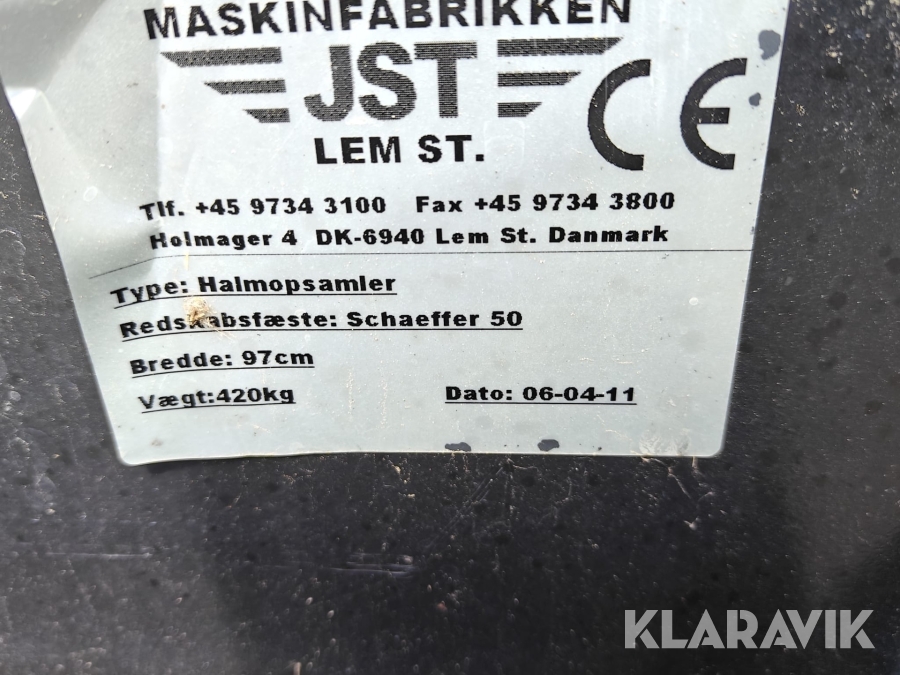 MASKINFABRIKKEN
JST
CE
LEM ST.
Tlf. +45 9734 3100 Fax +45 9734 3800
Holmager 4 DK-6940 Lem St. Danmark
Type: Halmopsamler
Redskabsfæste: Schaeffer 50
Bredde: 97cm
Vægt:420kg Dato: 06-04-11
KLARAVIK